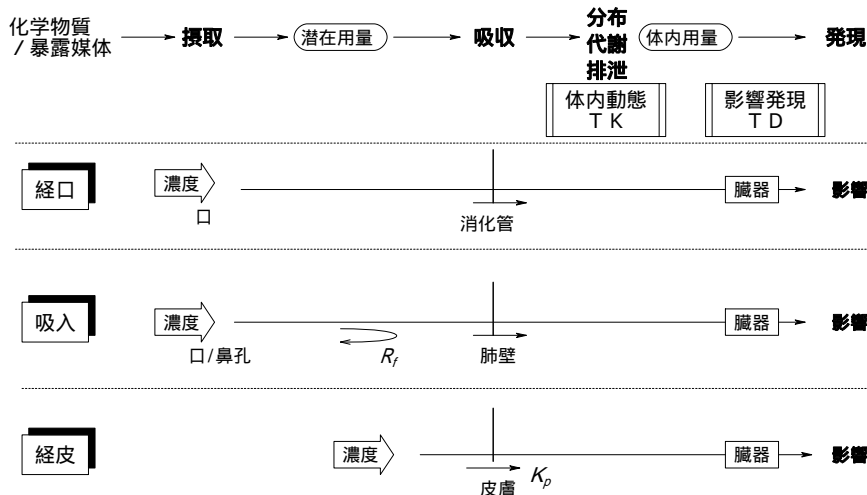 化学物質
/ 暴露媒体
摂取
潜在用量
吸収
分布
代謝
排泄
体内用量
発現
体内動態
ＴＫ
影響発現
ＴＤ
経口
濃度
口
消化管
臓器
影響
吸入
濃度
口/鼻孔
Rf
肺壁
臓器
影響
経皮
濃度
皮膚
Kp
臓器
影響